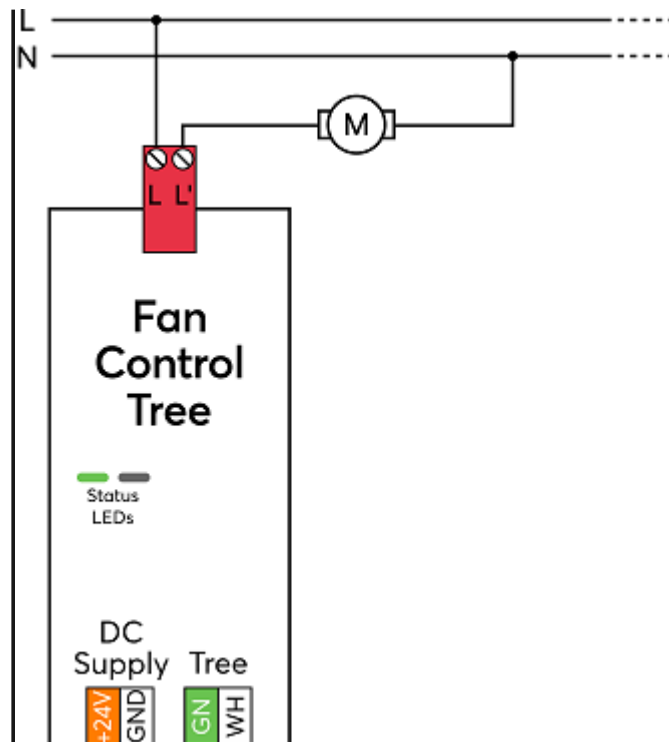 L
N
M
L L'
Fan
Control
Tree
Status
LEDs
DC
Supply
Tree
+24V
GND
GN
WH